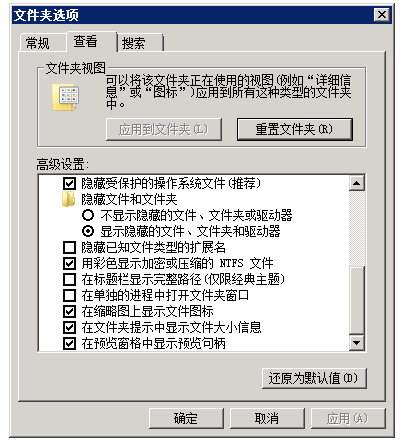 文件夹选项
常规 查看 搜索
文件夹视图
可以将该文件夹正在使用的视图(例如“详细信
息”或“图标”)应用到所有这种类型的文件夹
中。
应用到文件夹(L) 重置文件夹(R)
高级设置:
隐藏受保护的操作系统文件(推荐)
隐藏文件和文件夹
不显示隐藏的文件、文件夹或驱动器
显示隐藏的文件、文件夹和驱动器
隐藏已知文件类型的扩展名
用彩色显示加密或压缩的 NTFS 文件
在标题栏显示完整路径(仅限经典主题)
在单独的进程中打开文件夹窗口
在缩略图上显示文件图标
在文件夹提示中显示文件大小信息
在预览窗格中显示预览句柄
还原为默认值(D)
确定 取消 应用(A)